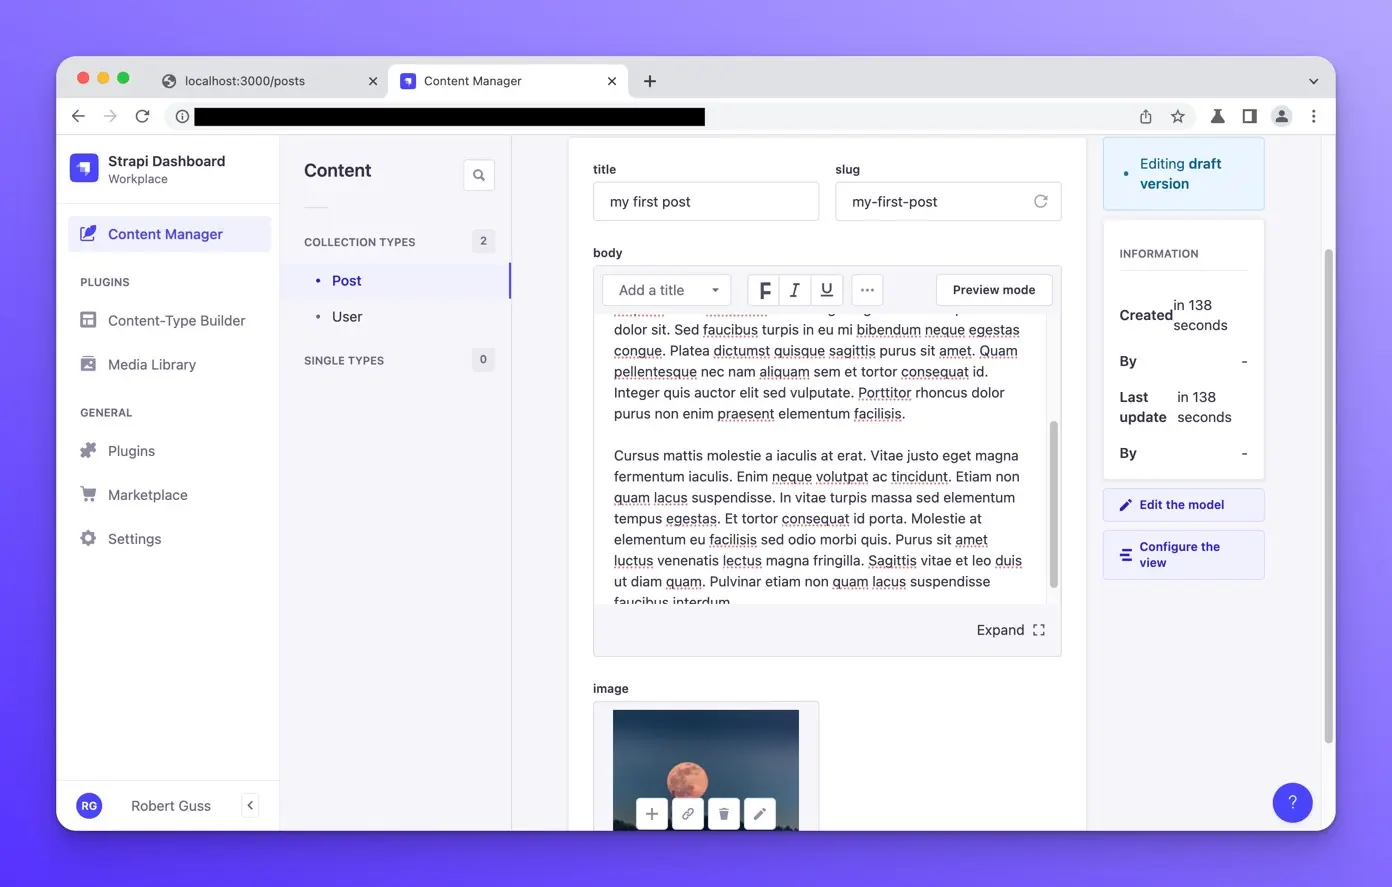 localhost:3000/posts
Content Manager
Strapi Dashboard
Workplace
Content Manager
PLUGINS
Content-Type Builder
Media Library
GENERAL
Plugins
Marketplace
Settings
RG
Robert Guss
Content
COLLECTION TYPES 2
Post
User
SINGLE TYPES 0
title
my first post
slug
my-first-post
body
Add a title
F I U
Preview mode
dolor sit. Sed faucibus turpis in eu mi bibendum neque egestas
congue. Platea dictumst quisque sagittis purus sit amet. Quam
pellentesque nec nam aliquam sem et tortor consequat id.
Integer quis auctor elit sed vulputate. Porttitor rhoncus dolor
purus non enim praesent elementum facilisis.
Cursus mattis molestie a iaculis at erat. Vitae justo eget magna
fermentum iaculis. Enim neque volutpat ac tincidunt. Etiam non
quam lacus suspendisse. In vitae turpis massa sed elementum
tempus egestas. Et tortor consequat id porta. Molestie at
elementum eu facilisis sed odio morbi quis. Purus sit amet
luctus venenatis lectus magna fringilla. Sagittis vitae et leo duis
ut diam quam. Pulvinar etiam non quam lacus suspendisse
faucibus interdum.
Expand
image
Editing draft
version
INFORMATION
Created in 138
seconds
By -
Last in 138
update seconds
By -
Edit the model
Configure the
view
?